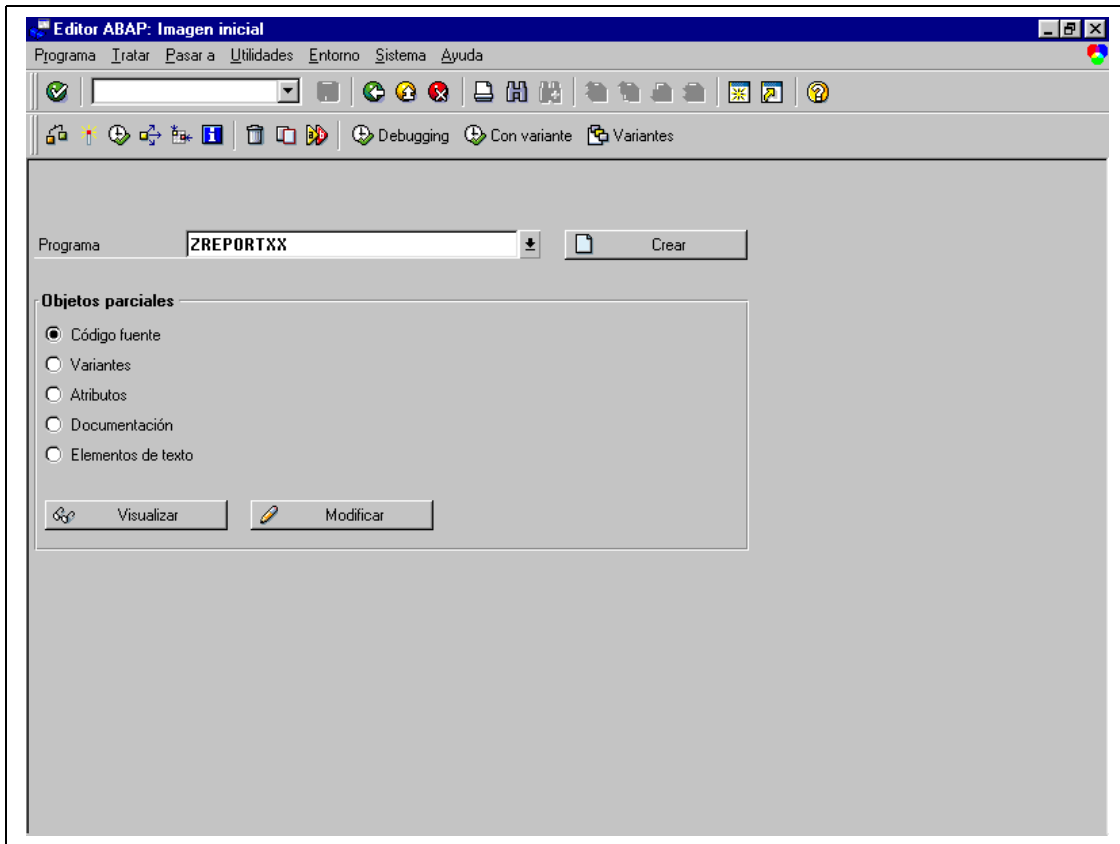 Editor ABAP: Imagen inicial
Programa Tratar Pasar a Utilidades Entorno Sistema Ayuda
Debugging Con variante Variantes
Programa ZREPORTXX Crear
Objetos parciales
Código fuente
Variantes
Atributos
Documentación
Elementos de texto
Visualizar Modificar